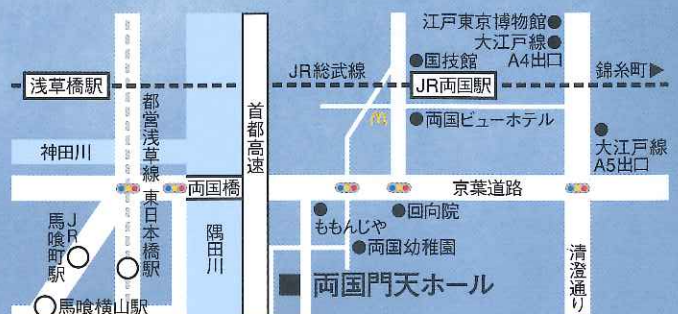 江戸東京博物館
大江戸線
A4出口
国技館
JR総武線
錦糸町
浅草橋駅
JR両国駅
都営浅草線
首都高速
両国ビューホテル
大江戸線
A5出口
神田川
両国橋
京葉道路
東日本橋駅
JR
馬喰町駅
隅田川
ももんじや
回向院
両国幼稚園
清澄通り
両国門天ホール
馬喰横山駅